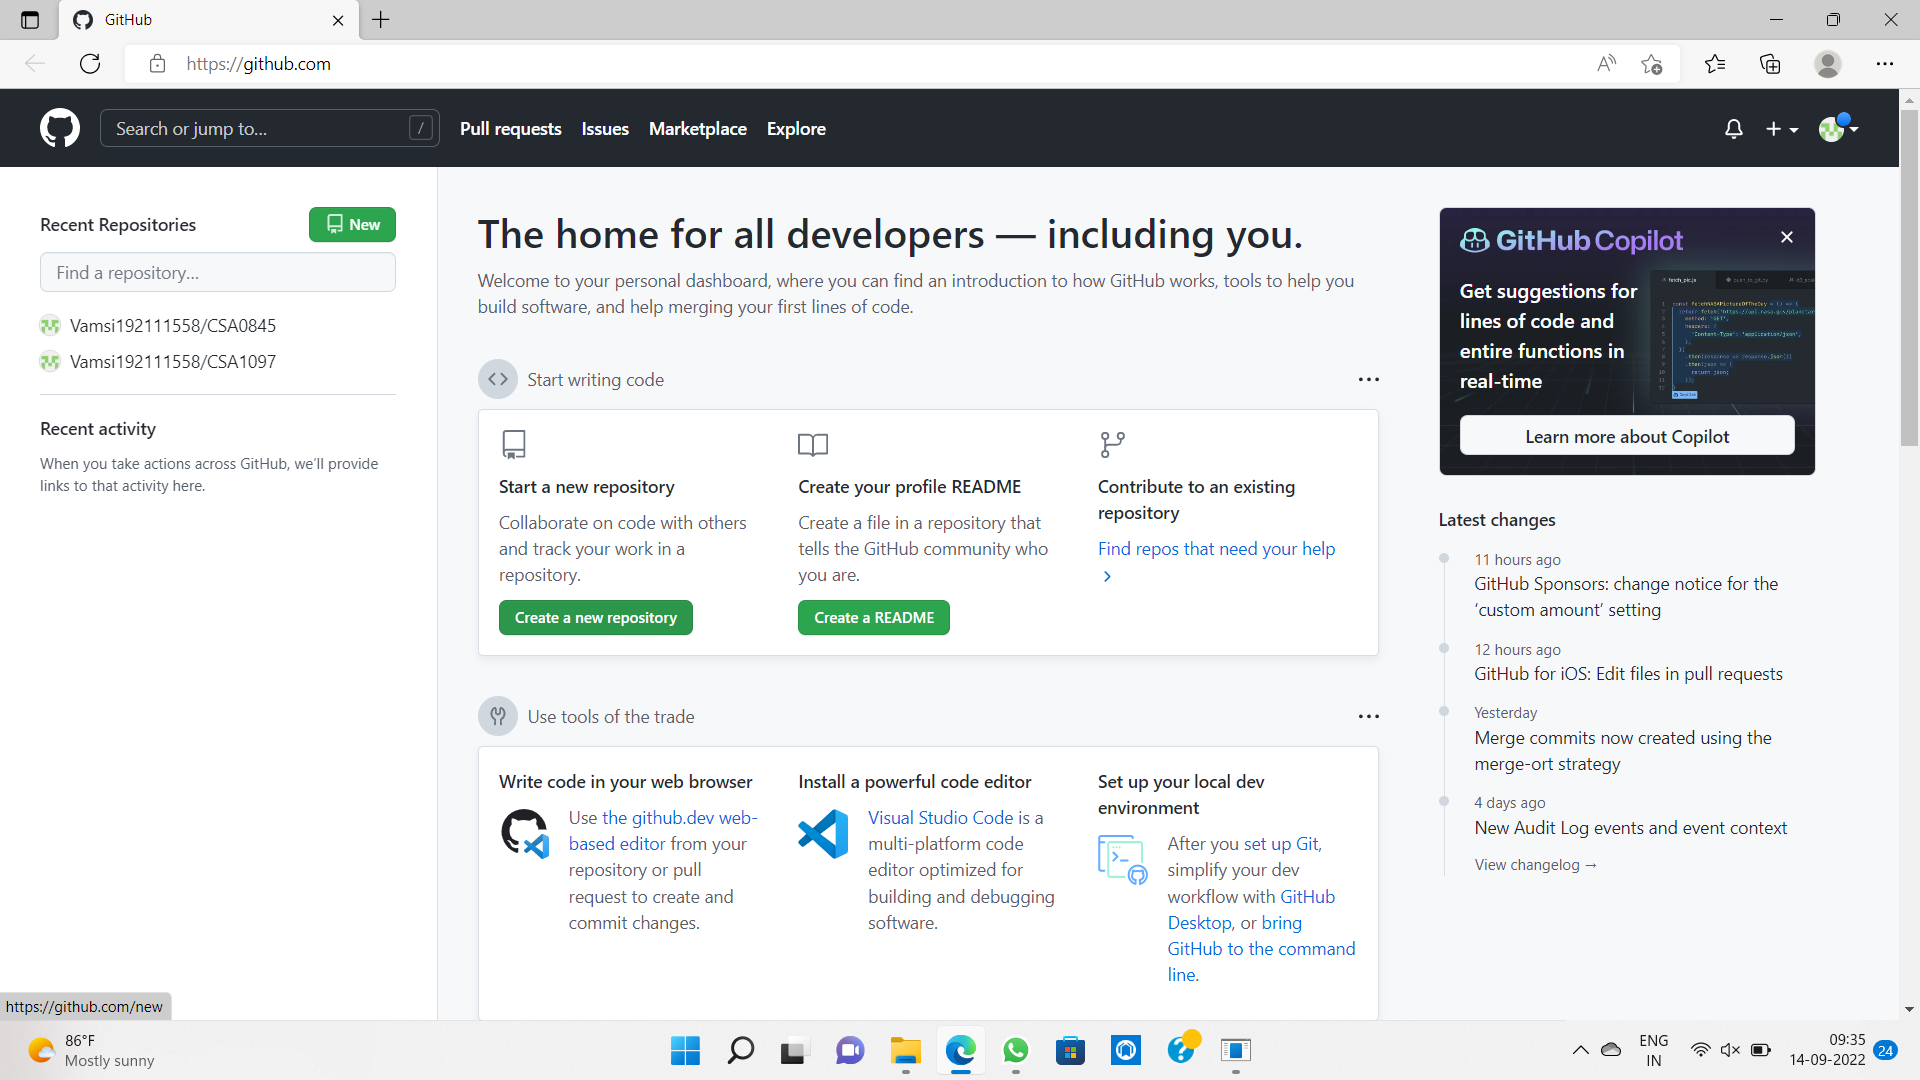 GitHub
https://github.com
Search or jump to...
/
Pull requests
Issues
Marketplace
Explore
Recent Repositories
New
Find a repository...
Vamsi192111558/CSA0845
Vamsi192111558/CSA1097
Recent activity
When you take actions across GitHub, we'll provide
links to that activity here.
The home for all developers — including you.
Welcome to your personal dashboard, where you can find an introduction to how GitHub works, tools to help you
build software, and help merging your first lines of code.
Start writing code
Start a new repository
Collaborate on code with others
and track your work in a
repository.
Create a new repository
Create your profile README
Create a file in a repository that
tells the GitHub community who
you are.
Create a README
Contribute to an existing
repository
Find repos that need your help
Use tools of the trade
Write code in your web browser
Use the github.dev web-
based editor from your
repository or pull
request to create and
commit changes.
Install a powerful code editor
Visual Studio Code is a
multi-platform code
editor optimized for
building and debugging
software.
Set up your local dev
environment
After you set up Git,
simplify your dev
workflow with GitHub
Desktop, or bring
GitHub to the command
line.
GitHub Copilot
Get suggestions for
lines of code and
entire functions in
real-time
Learn more about Copilot
Latest changes
11 hours ago
GitHub Sponsors: change notice for the
‘custom amount’ setting
12 hours ago
GitHub for iOS: Edit files in pull requests
Yesterday
Merge commits now created using the
merge-ort strategy
4 days ago
New Audit Log events and event context
View changelog →
https://github.com/new
86°F
Mostly sunny
ENG
IN
09:35
14-09-2022
24